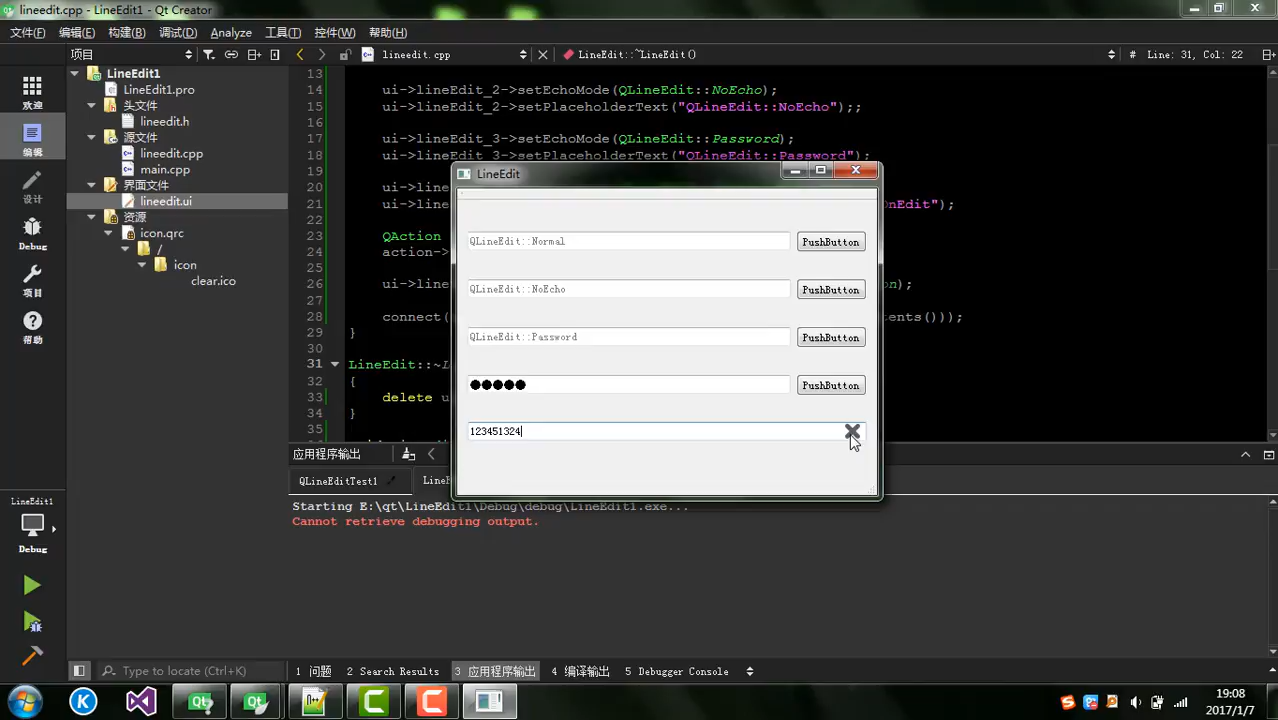 lineedit.cpp - LineEdit1 - Qt Creator
文件(F) 编辑(E) 构建(B) 调试(D) Analyze 工具(T) 控件(W) 帮助(H)
项目 lineedit.cpp LineEdit::~LineEdit() # Line: 31, Col: 22
欢迎
编辑
设计
Debug
项目
帮助
LineEdit1
LineEdit1.pro
头文件
lineedit.h
源文件
lineedit.cpp
main.cpp
界面文件
lineedit.ui
资源
icon.qrc
/
icon
clear.ico
13
14 ui->lineEdit_2->setEchoMode(QLineEdit::NoEcho);
15 ui->lineEdit_2->setPlaceholderText("QLineEdit::NoEcho");;
16
17 ui->lineEdit_3->setEchoMode(QLineEdit::Password);
18 ui->lineEdit_3->setPlaceholderText("QLineEdit::Password");
19
20 ui->line
21 ui->line onEdit");
22
23 QAction
24 action->
25
26 ui->line on);
27
28 connect( tents()));
29 }
30
31 LineEdit::~L
32 {
33 delete u
34 }
35
LineEdit
QLineEdit::Normal PushButton
QLineEdit::NoEcho PushButton
QLineEdit::Password PushButton
●●●●● PushButton
123451324
应用程序输出
QLineEditTest1 LineE
Starting E:\qt\LineEdit1\Debug\debug\LineEdit1.exe...
Cannot retrieve debugging output.
LineEdit1
Debug
Type to locate (Ctrl+K) 1 问题 2 Search Results 3 应用程序输出 4 编译输出 5 Debugger Console
19:08
2017/1/7